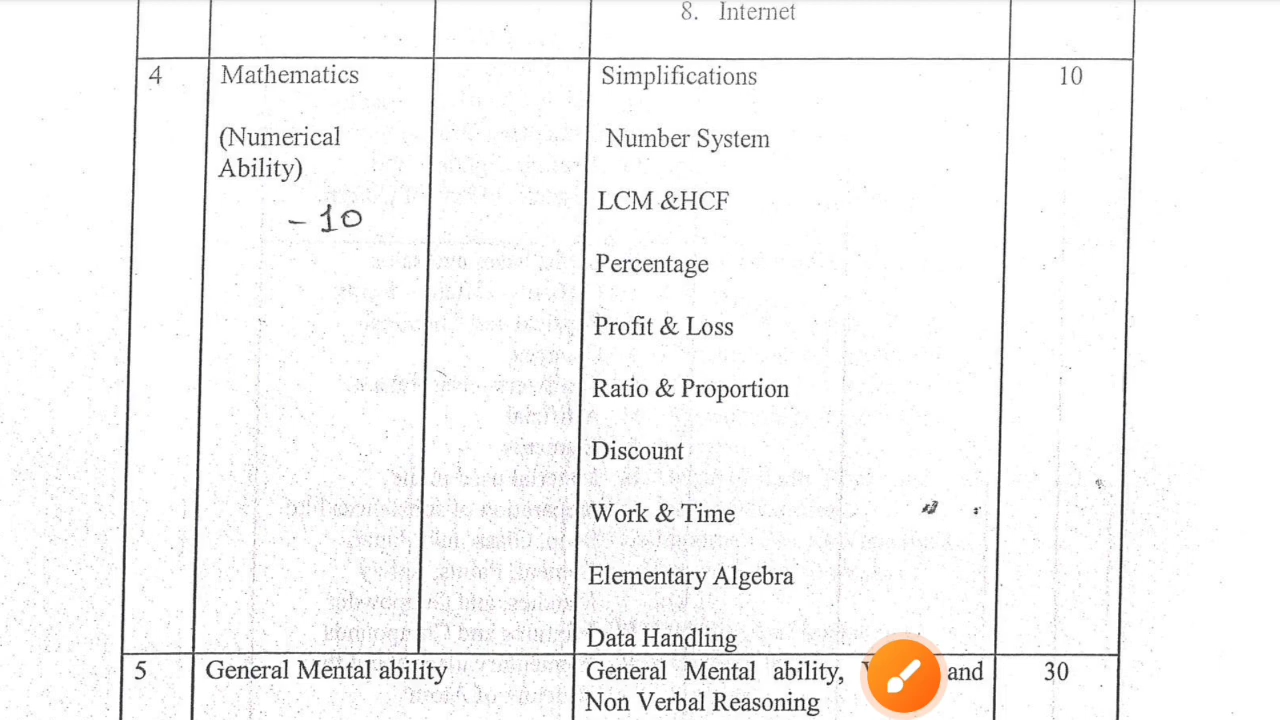 8. Internet
4 Mathematics Simplifications 10
(Numerical Number System
Ability)
LCM &HCF
- 10
Percentage
Profit & Loss
Ratio & Proportion
Discount
Work & Time
Elementary Algebra
Data Handling
5 General Mental ability General Mental ability, and 30
Non Verbal Reasoning